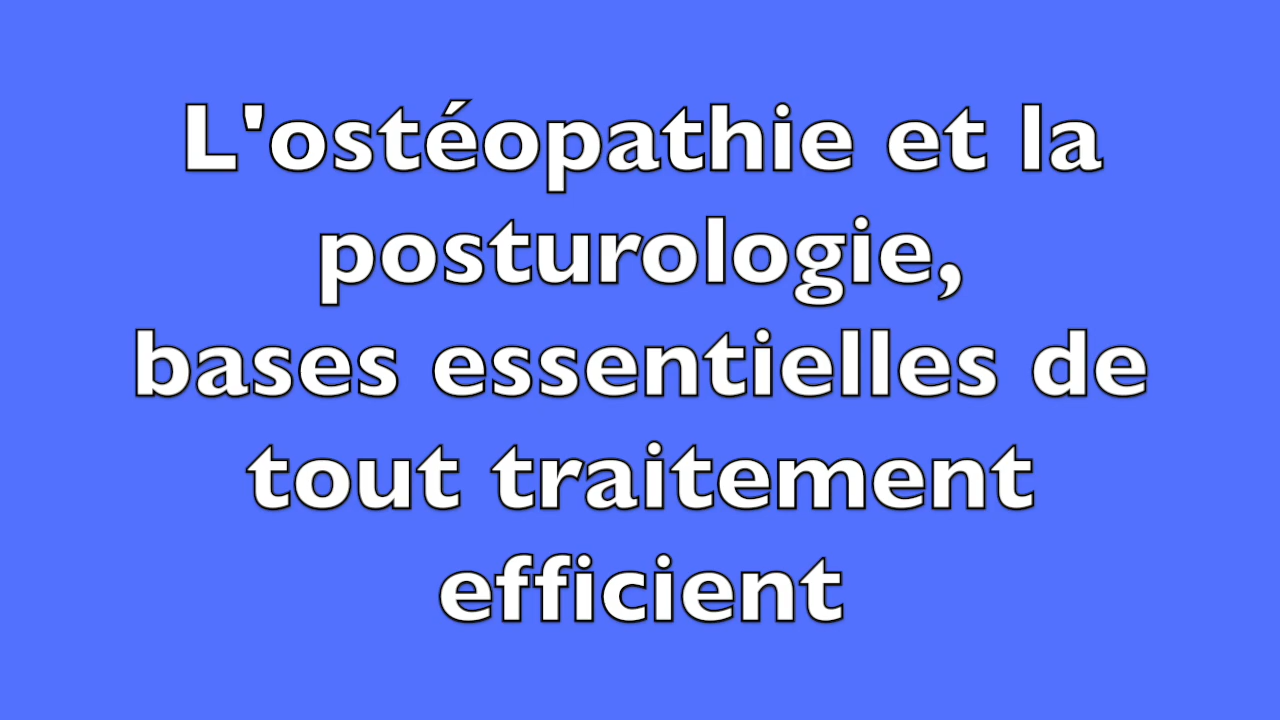 L'ostéopathie et la
posturologie,
bases essentielles de
tout traitement
efficient